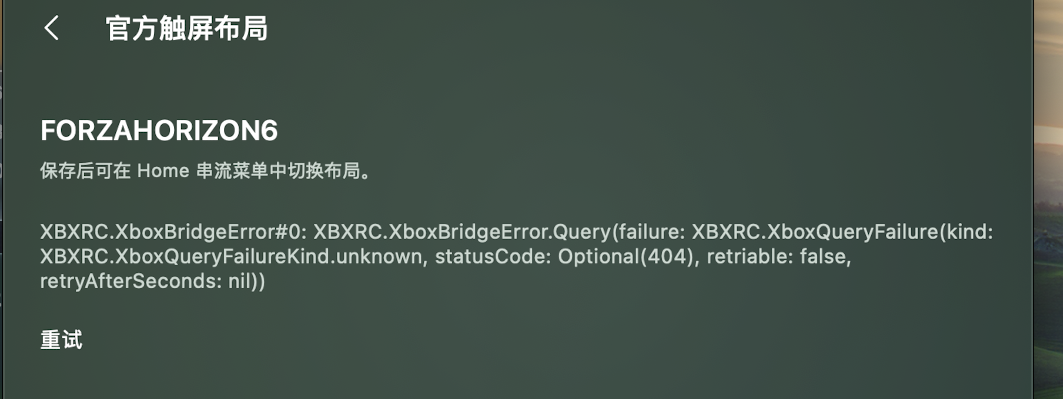 官方触屏布局
FORZAHORIZON6
保存后可在 Home 串流菜单中切换布局。
XBXRC.XboxBridgeError#0: XBXRC.XboxBridgeError.Query(failure: XBXRC.XboxQueryFailure(kind:
XBXRC.XboxQueryFailureKind.unknown, statusCode: Optional(404), retriable: false,
retryAfterSeconds: nil))
重试